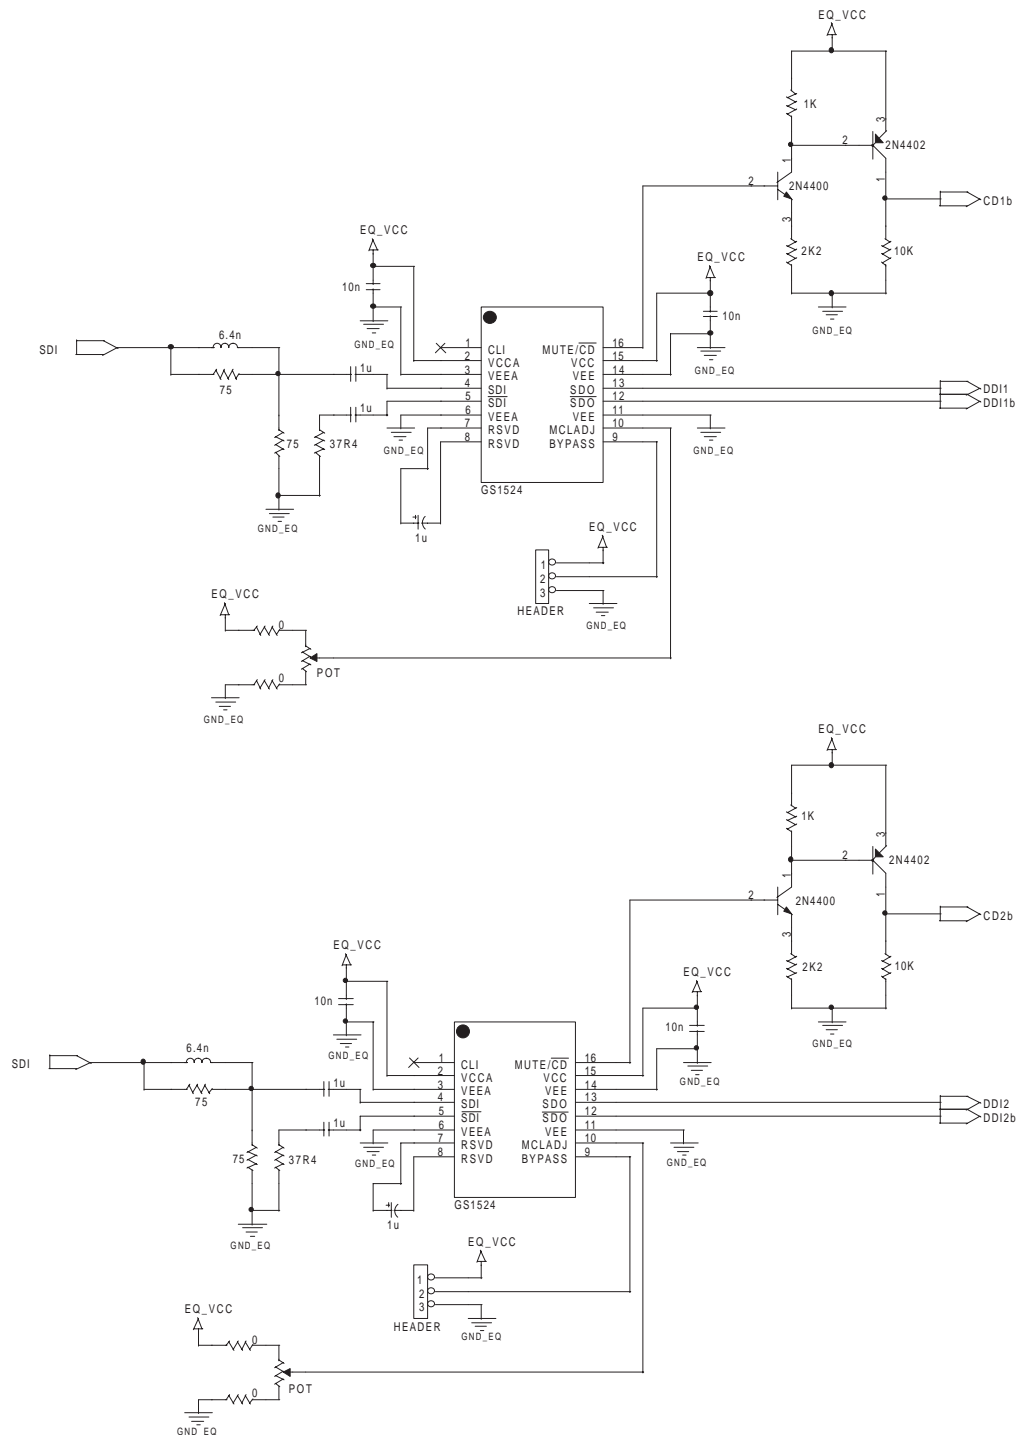 EQ_VCC
1K
3
2
2N4402
1
1
2
2N4400
CD1b
3
EQ_VCC
EQ_VCC
2K2
10K
10n
10n
GND_EQ
6.4n
GND_EQ
GND_EQ
SDI
75
1u
1u
75
37R4
GND_EQ
GND_EQ
1 CLI MUTE/CD 16
2 VCCA VCC 15
3 VEEA VEE 14
4 SDI SDO 13
5 SDI SDO 12
6 VEEA VEE 11
7 RSVD MCLADJ 10
8 RSVD BYPASS 9
DDI1
DDI1b
GND_EQ
GS1524
+
1u
EQ_VCC
1
2
3
HEADER
GND_EQ
EQ_VCC
0
POT
0
GND_EQ
EQ_VCC
1K
3
2
2N4402
1
1
2
2N4400
CD2b
3
EQ_VCC
EQ_VCC
2K2
10K
10n
10n
GND_EQ
6.4n
GND_EQ
GND_EQ
SDI
75
1u
1u
75
37R4
GND_EQ
GND_EQ
1 CLI MUTE/CD 16
2 VCCA VCC 15
3 VEEA VEE 14
4 SDI SDO 13
5 SDI SDO 12
6 VEEA VEE 11
7 RSVD MCLADJ 10
8 RSVD BYPASS 9
DDI2
DDI2b
GND_EQ
GS1524
+
1u
EQ_VCC
1
2
3
HEADER
GND_EQ
EQ_VCC
0
POT
0
GND_EQ